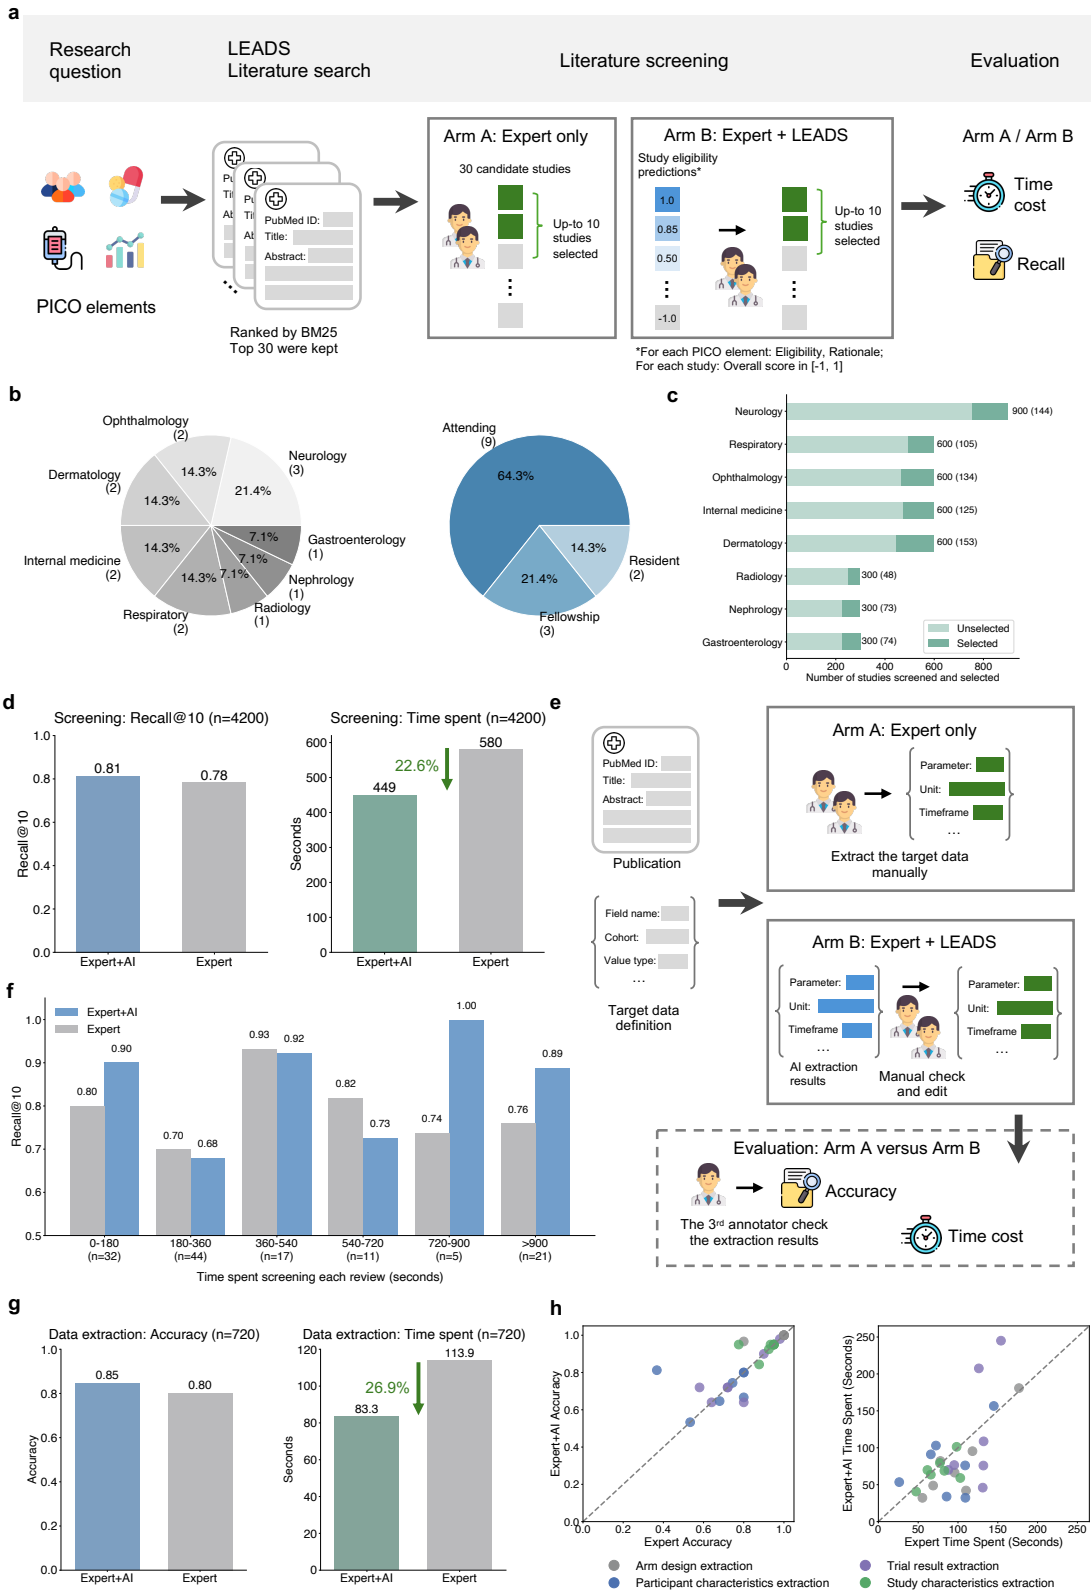 a
Research question
LEADS
Literature search
Literature screening
Evaluation
PICO elements
Pu
Tit
Ab
Pu
Tit
Ab
PubMed ID:
Title:
Abstract:
Ranked by BM25
Top 30 were kept
Arm A: Expert only
30 candidate studies
Up-to 10
studies
selected
Arm B: Expert + LEADS
Study eligibility
predictions*
1.0
0.85
0.50
-1.0
Up-to 10
studies
selected
*For each PICO element: Eligibility, Rationale;
For each study: Overall score in [-1, 1]
Arm A / Arm B
Time
cost
Recall
b
Ophthalmology
(2)
Neurology
(3)
Dermatology
(2)
Internal medicine
(2)
Respiratory
(2)
Radiology
(1)
Nephrology
(1)
Gastroenterology
(1)
14.3%
21.4%
14.3%
14.3%
14.3%
7.1%
7.1%
7.1%
Attending
(9)
64.3%
14.3%
Resident
(2)
21.4%
Fellowship
(3)
c
Neurology
900 (144)
Respiratory
600 (105)
Ophthalmology
600 (134)
Internal medicine
600 (125)
Dermatology
600 (153)
Radiology
300 (48)
Nephrology
300 (73)
Gastroenterology
300 (74)
Unselected
Selected
0 200 400 600 800
Number of studies screened and selected
d
Screening: Recall@10 (n=4200)
Recall@10
1.0
0.8
0.6
0.4
0.2
0.0
0.81
0.78
Expert+AI
Expert
Screening: Time spent (n=4200)
Seconds
600
500
400
300
200
100
0
449
22.6%
580
Expert+AI
Expert
e
PubMed ID:
Title:
Abstract:
Publication
Field name:
Cohort:
Value type:
...
Target data
definition
Arm A: Expert only
Parameter:
Unit:
Timeframe
...
Extract the target data
manually
Arm B: Expert + LEADS
Parameter:
Unit:
Timeframe
...
AI extraction
results
Manual check
and edit
Parameter:
Unit:
Timeframe
...
Evaluation: Arm A versus Arm B
Accuracy
The 3rd annotator check
the extraction results
Time cost
f
Expert+AI
Expert
Recall@10
1.0
0.9
0.8
0.7
0.6
0.5
0.80
0.90
0.70
0.68
0.93
0.92
0.82
0.73
0.74
1.00
0.76
0.89
0-180
(n=32)
180-360
(n=44)
360-540
(n=17)
540-720
(n=11)
720-900
(n=5)
>900
(n=21)
Time spent screening each review (seconds)
g
Data extraction: Accuracy (n=720)
Accuracy
1.0
0.8
0.6
0.4
0.2
0.0
0.85
0.80
Expert+AI
Expert
Data extraction: Time spent (n=720)
Seconds
120
100
80
60
40
20
0
83.3
26.9%
113.9
Expert+AI
Expert
h
Expert+AI Accuracy
1.0
0.8
0.6
0.4
0.2
0.0
0.0 0.2 0.4 0.6 0.8 1.0
Expert Accuracy
Expert+AI Time Spent (Seconds)
250
200
150
100
50
0
0 50 100 150 200 250
Expert Time Spent (Seconds)
Arm design extraction
Participant characteristics extraction
Trial result extraction
Study characteristics extraction